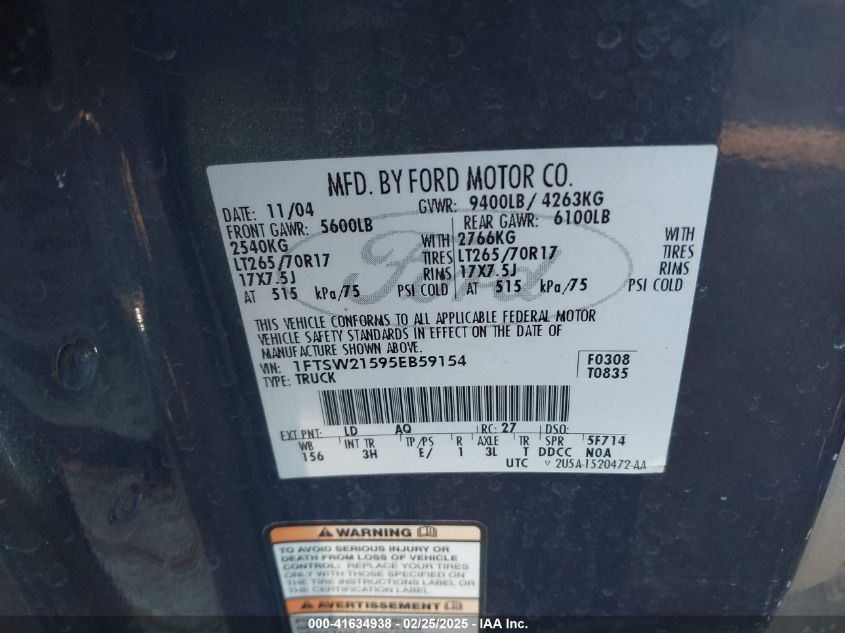 MFD. BY FORD MOTOR CO.
DATE: 11/04 GVWR: 9400LB/ 4263KG
FRONT GAWR: 5600LB REAR GAWR: 6100LB
2540KG WITH 2766KG WITH
LT265/70R17 TIRES LT265/70R17 TIRES
17X7.5J RIMS 17X7.5J RIMS
AT 515 kPa/75 PSI COLD AT 515 kPa/75 PSI COLD
THIS VEHICLE CONFORMS TO ALL APPLICABLE FEDERAL MOTOR
VEHICLE SAFETY STANDARDS IN EFFECT ON THE DATE OF
MANUFACTURE SHOWN ABOVE.
VIN: 1FTSW21595EB59154 F0308
TYPE: TRUCK T0835
EXT PNT: LD AQ RC: 27 DSO:
WB INT TR TP/PS R AXLE TR SPR 5F714
156 3H E/ 1 3L T DDCC NOA
UTC ▽ 2U5A-1520472-AA
Ford
WARNING
TO AVOID SERIOUS INJURY OR
DEATH FROM LOSS OF VEHICLE
CONTROL: REPLACE YOUR TIRES
ONLY WITH THOSE SPECIFIED ON
THE TIRE INSTRUCTIONS LABEL OR
THE CERTIFICATION LABEL.
AVERTISSEMENT
000-41634938 - 02/25/2025 - IAA Inc.